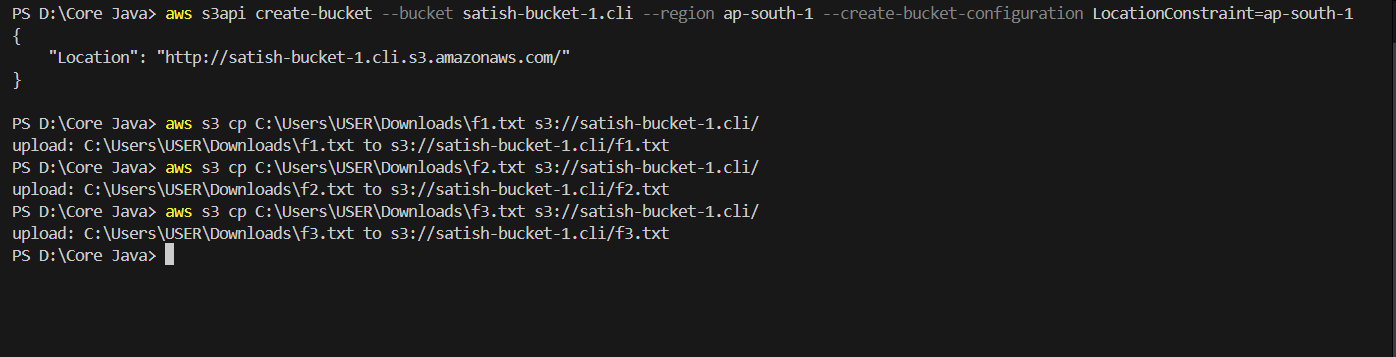 PS D:\Core Java> aws s3api create-bucket --bucket satish-bucket-1.cli --region ap-south-1 --create-bucket-configuration LocationConstraint=ap-south-1
{
    "Location": "http://satish-bucket-1.cli.s3.amazonaws.com/"
}
PS D:\Core Java> aws s3 cp C:\Users\USER\Downloads\f1.txt s3://satish-bucket-1.cli/
upload: C:\Users\USER\Downloads\f1.txt to s3://satish-bucket-1.cli/f1.txt
PS D:\Core Java> aws s3 cp C:\Users\USER\Downloads\f2.txt s3://satish-bucket-1.cli/
upload: C:\Users\USER\Downloads\f2.txt to s3://satish-bucket-1.cli/f2.txt
PS D:\Core Java> aws s3 cp C:\Users\USER\Downloads\f3.txt s3://satish-bucket-1.cli/
upload: C:\Users\USER\Downloads\f3.txt to s3://satish-bucket-1.cli/f3.txt
PS D:\Core Java>